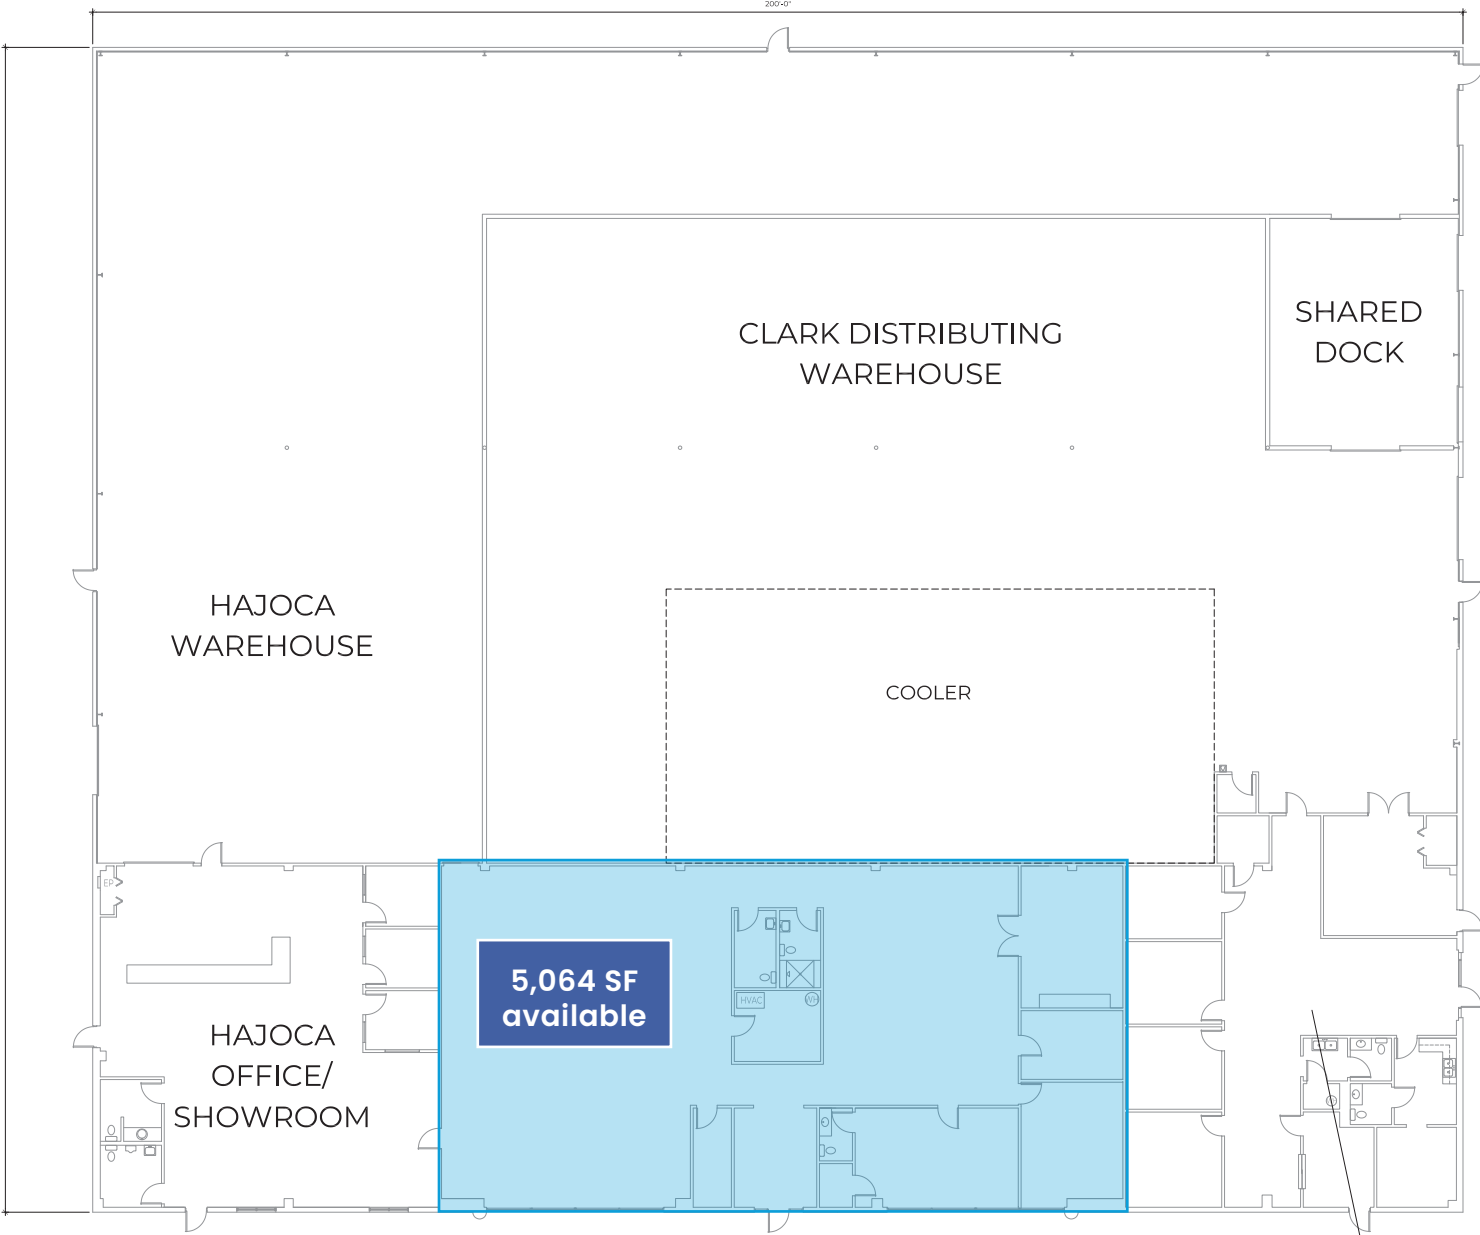 200'-0"
SHARED
DOCK
CLARK DISTRIBUTING
WAREHOUSE
HAJOCA
WAREHOUSE
COOLER
EP
5,064 SF
available
HVAC
WH
HAJOCA
OFFICE/
SHOWROOM